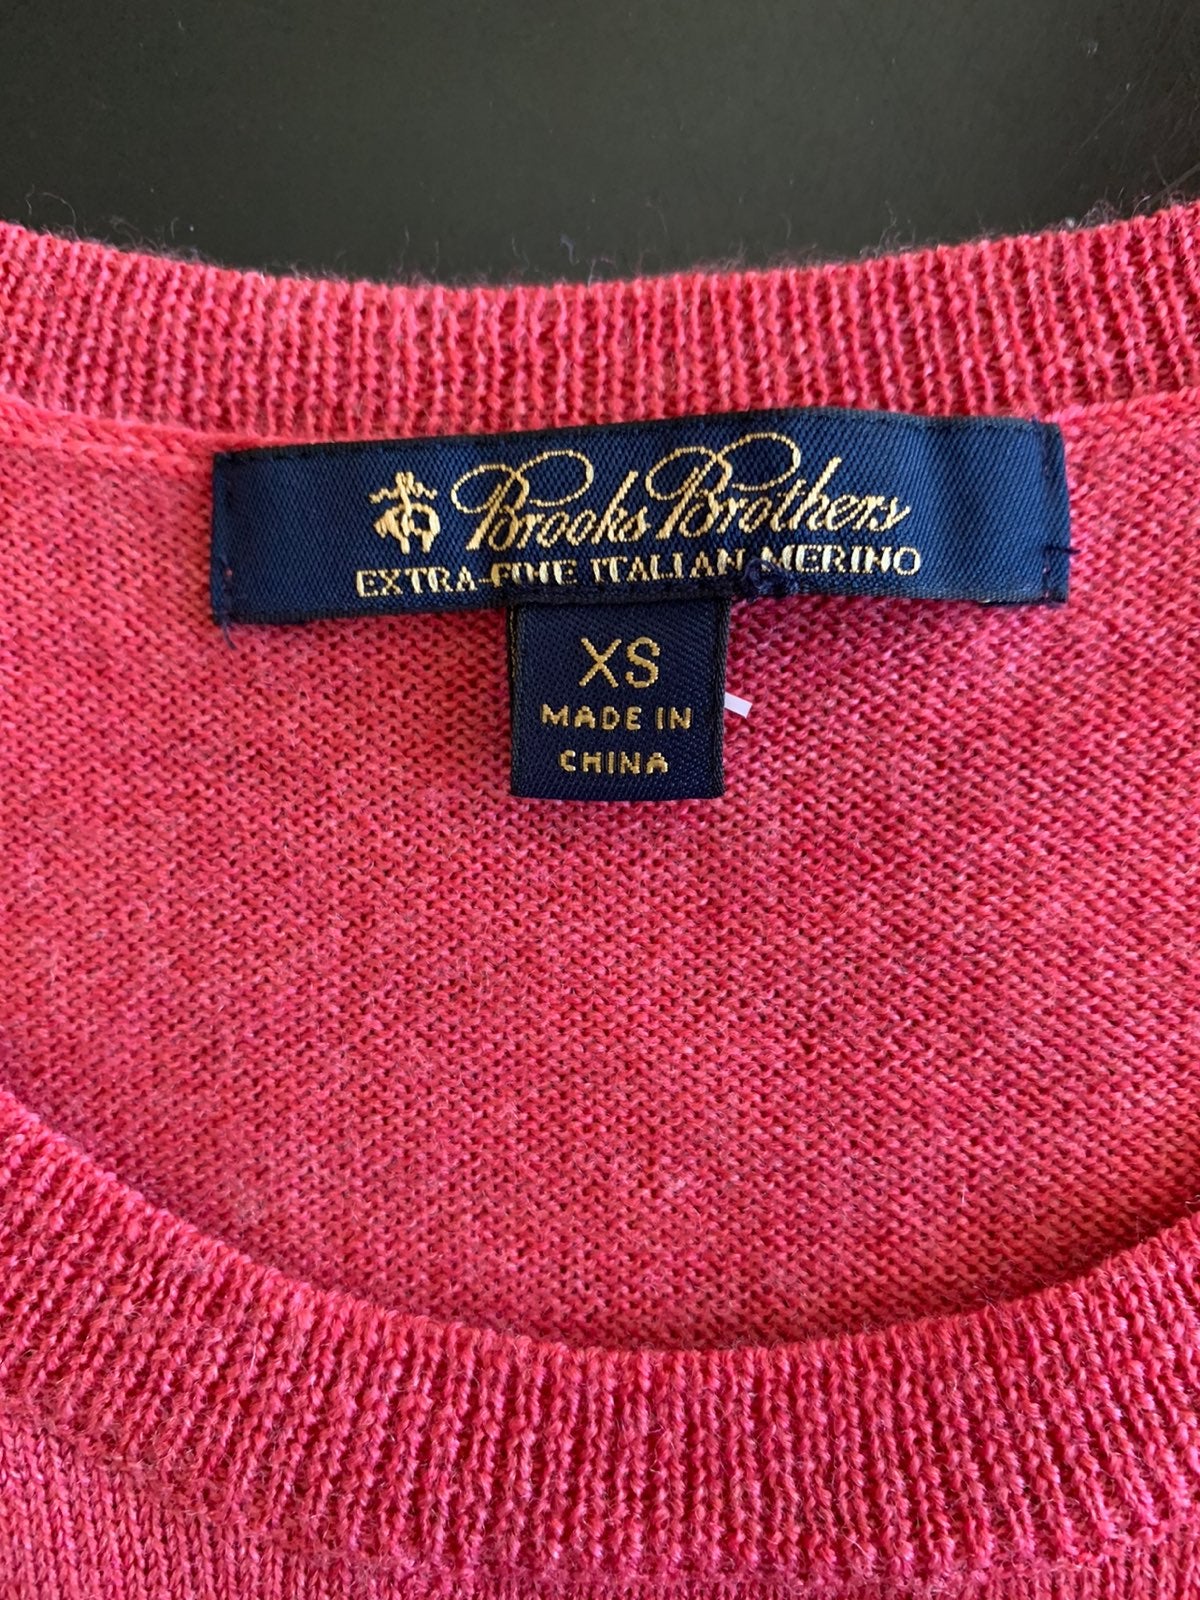 Brooks Brothers
EXTRA-FINE ITALIAN MERINO
XS
MADE IN
CHINA